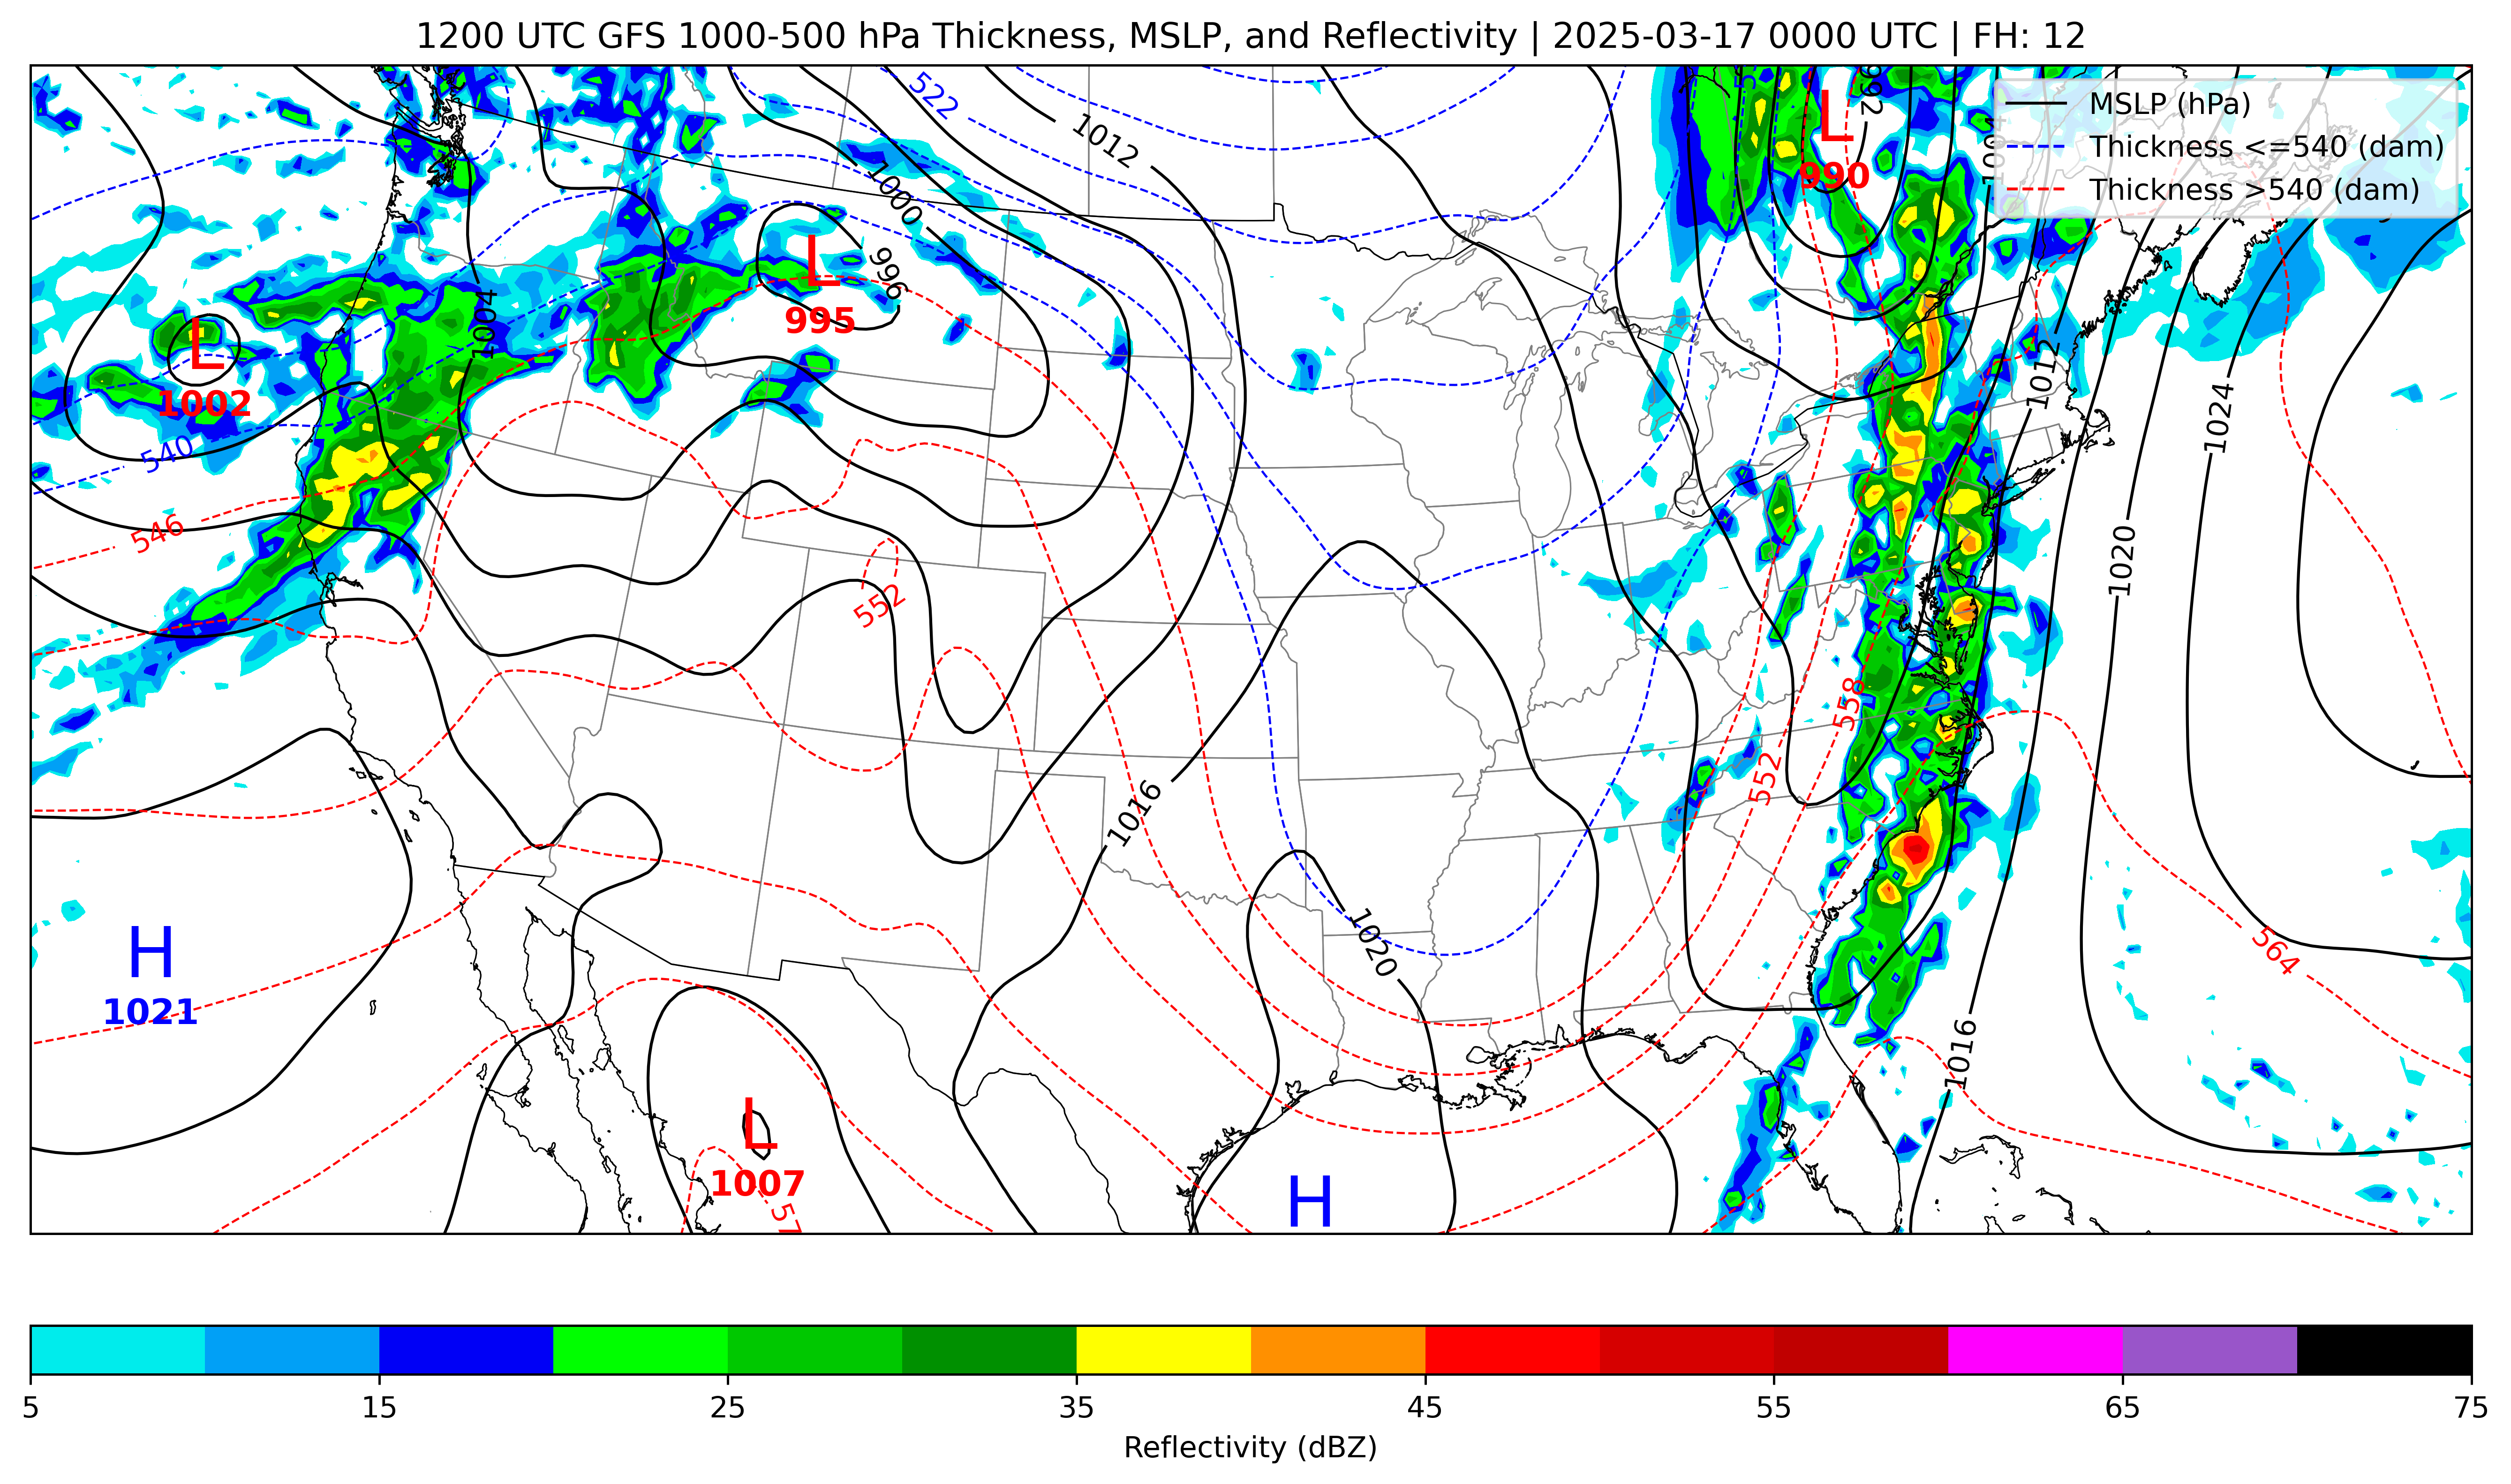 1200 UTC GFS 1000-500 hPa Thickness, MSLP, and Reflectivity | 2025-03-17 0000 UTC | FH: 12
MSLP (hPa)
Thickness <=540 (dam)
Thickness >540 (dam)
522
992
1012
L
990
1004
1000
L
995
996
1004
L
1002
1012
1024
540
546
1020
552
558
552
1016
H
1021
1020
564
1016
L
1007
H
5
15
25
35
45
55
65
75
Reflectivity (dBZ)